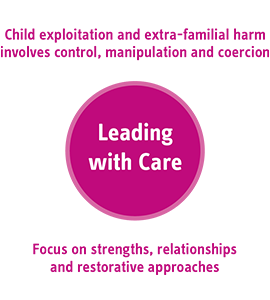 Child exploitation and extra-familial harm
involves control, manipulation and coercion
Leading
with Care
Focus on strengths, relationships
and restorative approaches